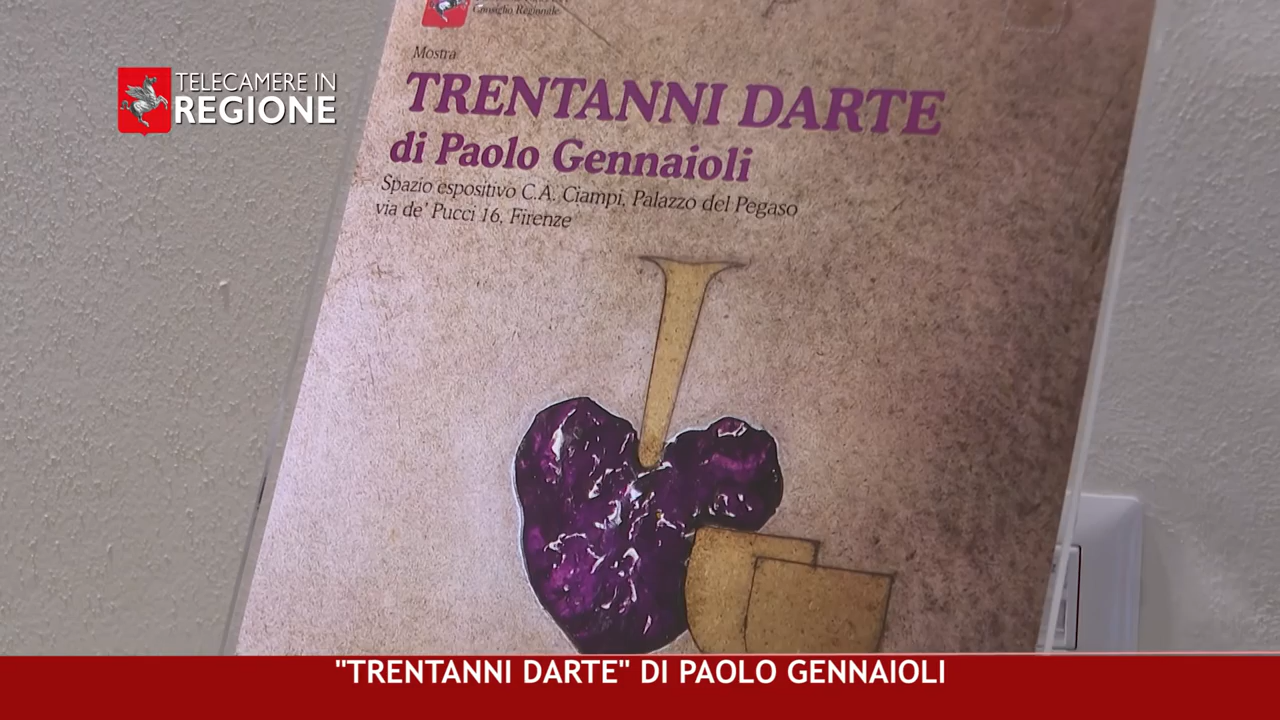 Consiglio Regionale
Mostra
TRENTANNI DARTE
di Paolo Gennaioli
Spazio espositivo C.A. Ciampi, Palazzo del Pegaso
via de' Pucci 16, Firenze
TELECAMERE IN
REGIONE
"TRENTANNI DARTE" DI PAOLO GENNAIOLI